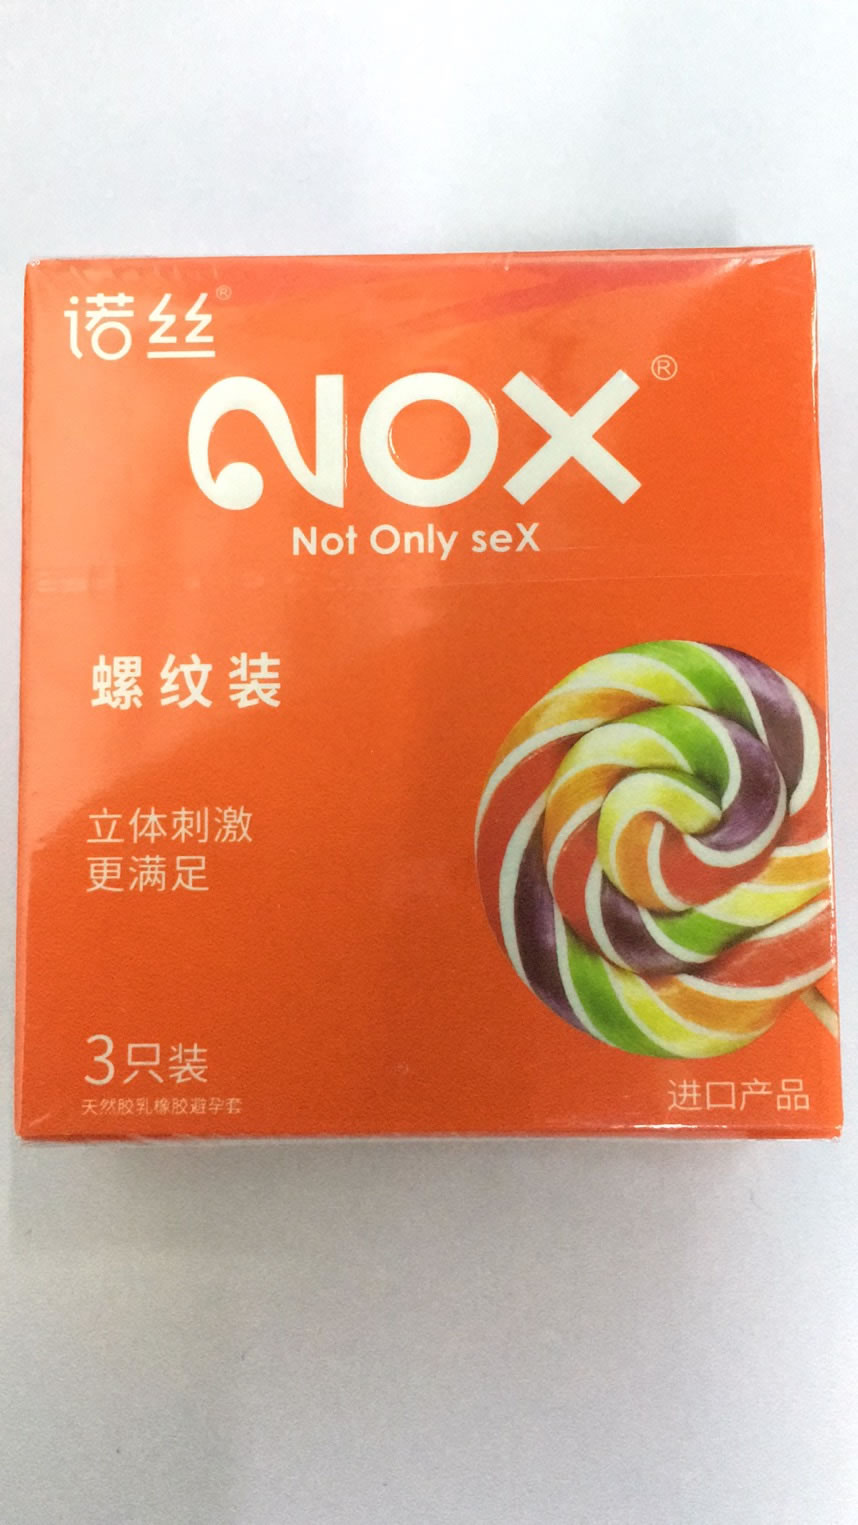 诺丝®
NOX®
Not Only seX
螺纹装
立体刺激
更满足
3只装
天然胶乳橡胶避孕套
进口产品